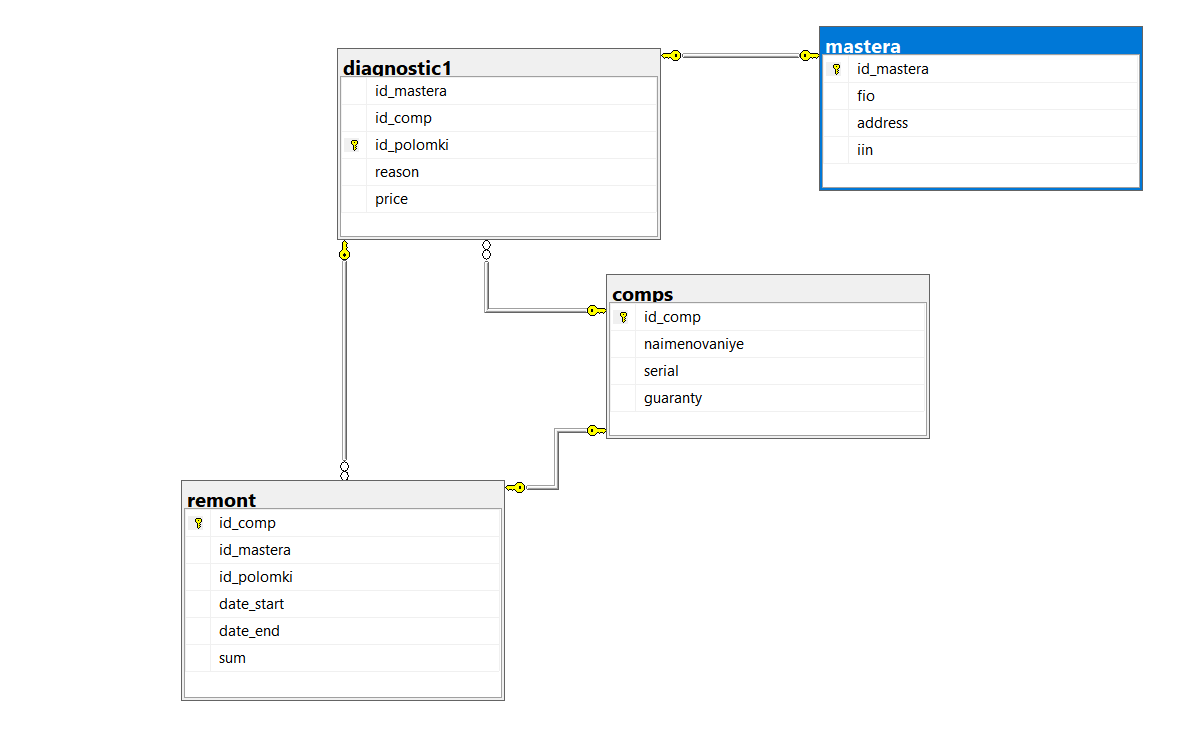 diagnostic1
id_mastera
id_comp
id_polomki
reason
price
mastera
id_mastera
fio
address
iin
comps
id_comp
naimenovaniye
serial
guaranty
remont
id_comp
id_mastera
id_polomki
date_start
date_end
sum